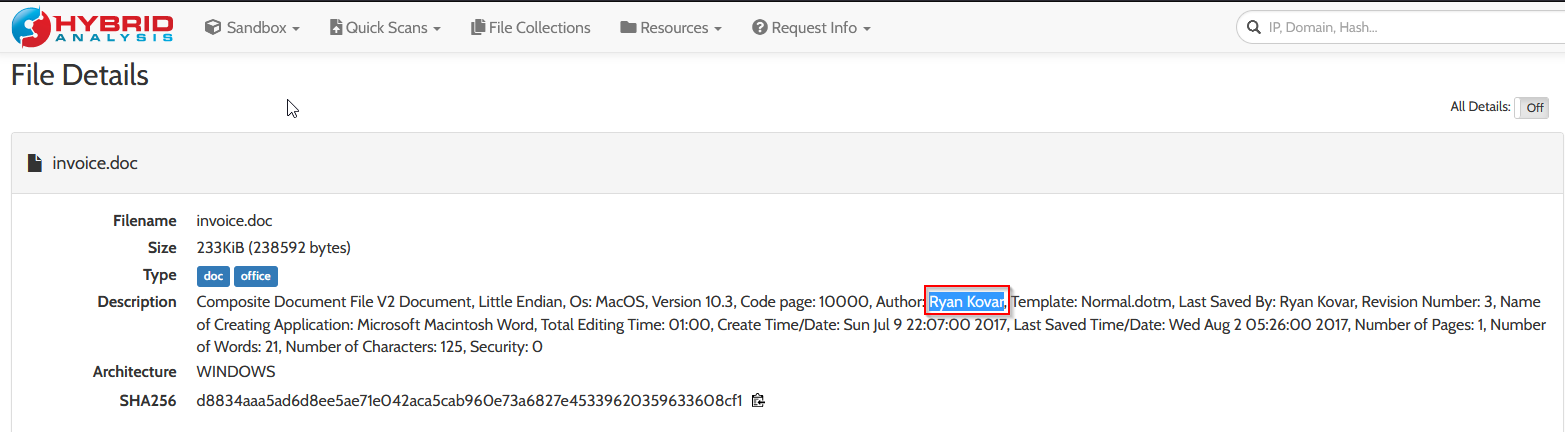 HYBRID ANALYSIS Sandbox Quick Scans File Collections Resources Request Info IP, Domain, Hash...
File Details
All Details: Off
invoice.doc
Filename invoice.doc
Size 233KiB (238592 bytes)
Type doc office
Description Composite Document File V2 Document, Little Endian, Os: MacOS, Version 10.3, Code page: 10000, Author: Ryan Kovar, Template: Normal.dotm, Last Saved By: Ryan Kovar, Revision Number: 3, Name
of Creating Application: Microsoft Macintosh Word, Total Editing Time: 01:00, Create Time/Date: Sun Jul 9 22:07:00 2017, Last Saved Time/Date: Wed Aug 2 05:26:00 2017, Number of Pages: 1, Number
of Words: 21, Number of Characters: 125, Security: 0
Architecture WINDOWS
SHA256 d8834aaa5ad6d8ee5ae71e042aca5cab960e73a6827e45339620359633608cf1